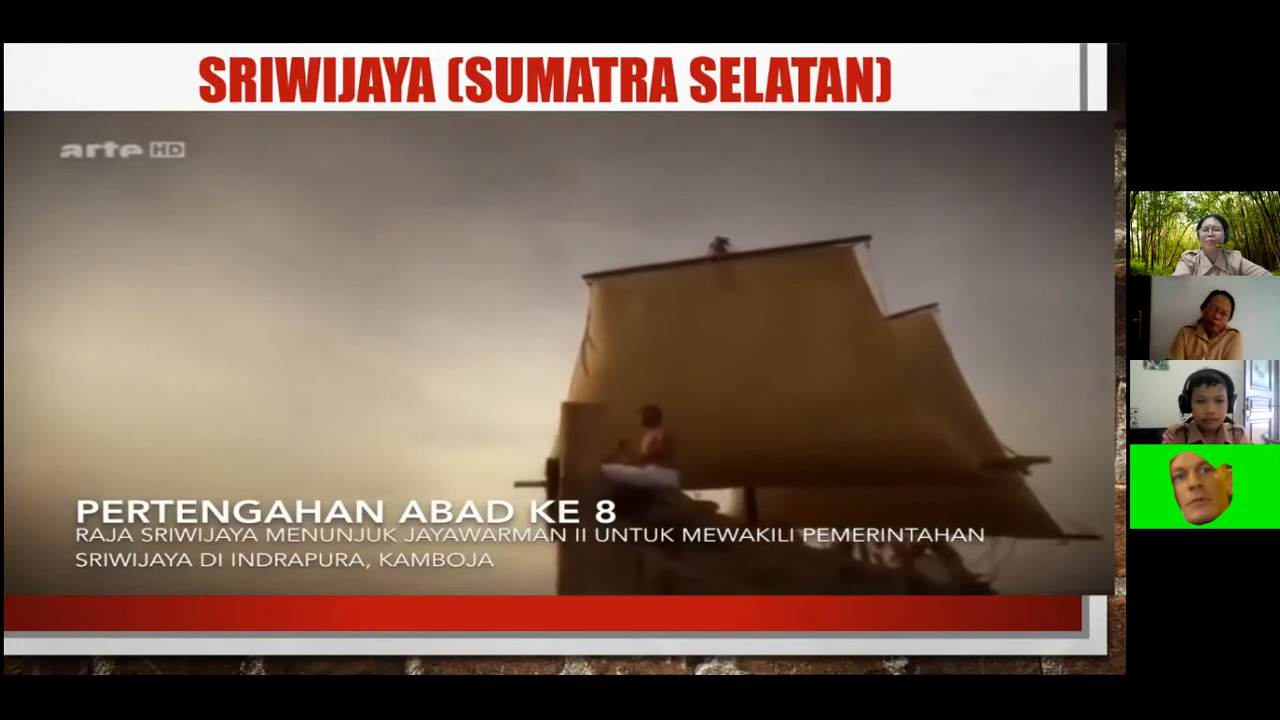 SRIWIJAYA (SUMATRA SELATAN)
arte HD
PERTENGAHAN ABAD KE 8
RAJA SRIWIJAYA MENUNJUK JAYAWARMAN II UNTUK MEWAKILI PEMERINTAHAN
SRIWIJAYA DI INDRAPURA, KAMBOJA